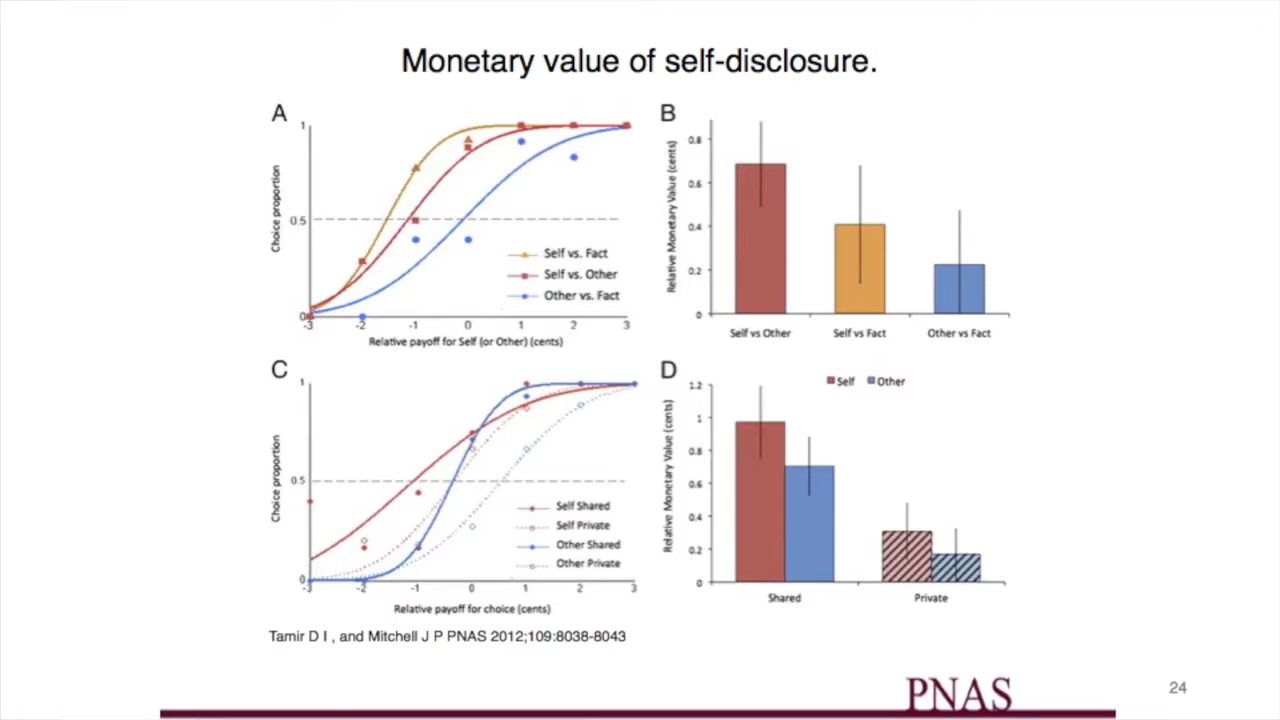 Monetary value of self-disclosure.
A
1
0.5
0
Choice proportion
Self vs. Fact
Self vs. Other
Other vs. Fact
-3 -2 -1 0 1 2 3
Relative payoff for Self (or Other) (cents)
B
0.8
0.6
0.4
0.2
0
Relative Monetary Value (cents)
Self vs Other Self vs Fact Other vs Fact
C
1
0.5
0
Choice proportion
Self Shared
Self Private
Other Shared
Other Private
-3 -2 -1 0 1 2 3
Relative payoff for choice (cents)
D
Self Other
1.2
1
0.8
0.6
0.4
0.2
0
Relative Monetary Value (cents)
Shared Private
Tamir D I , and Mitchell J P PNAS 2012;109:8038-8043
PNAS
24